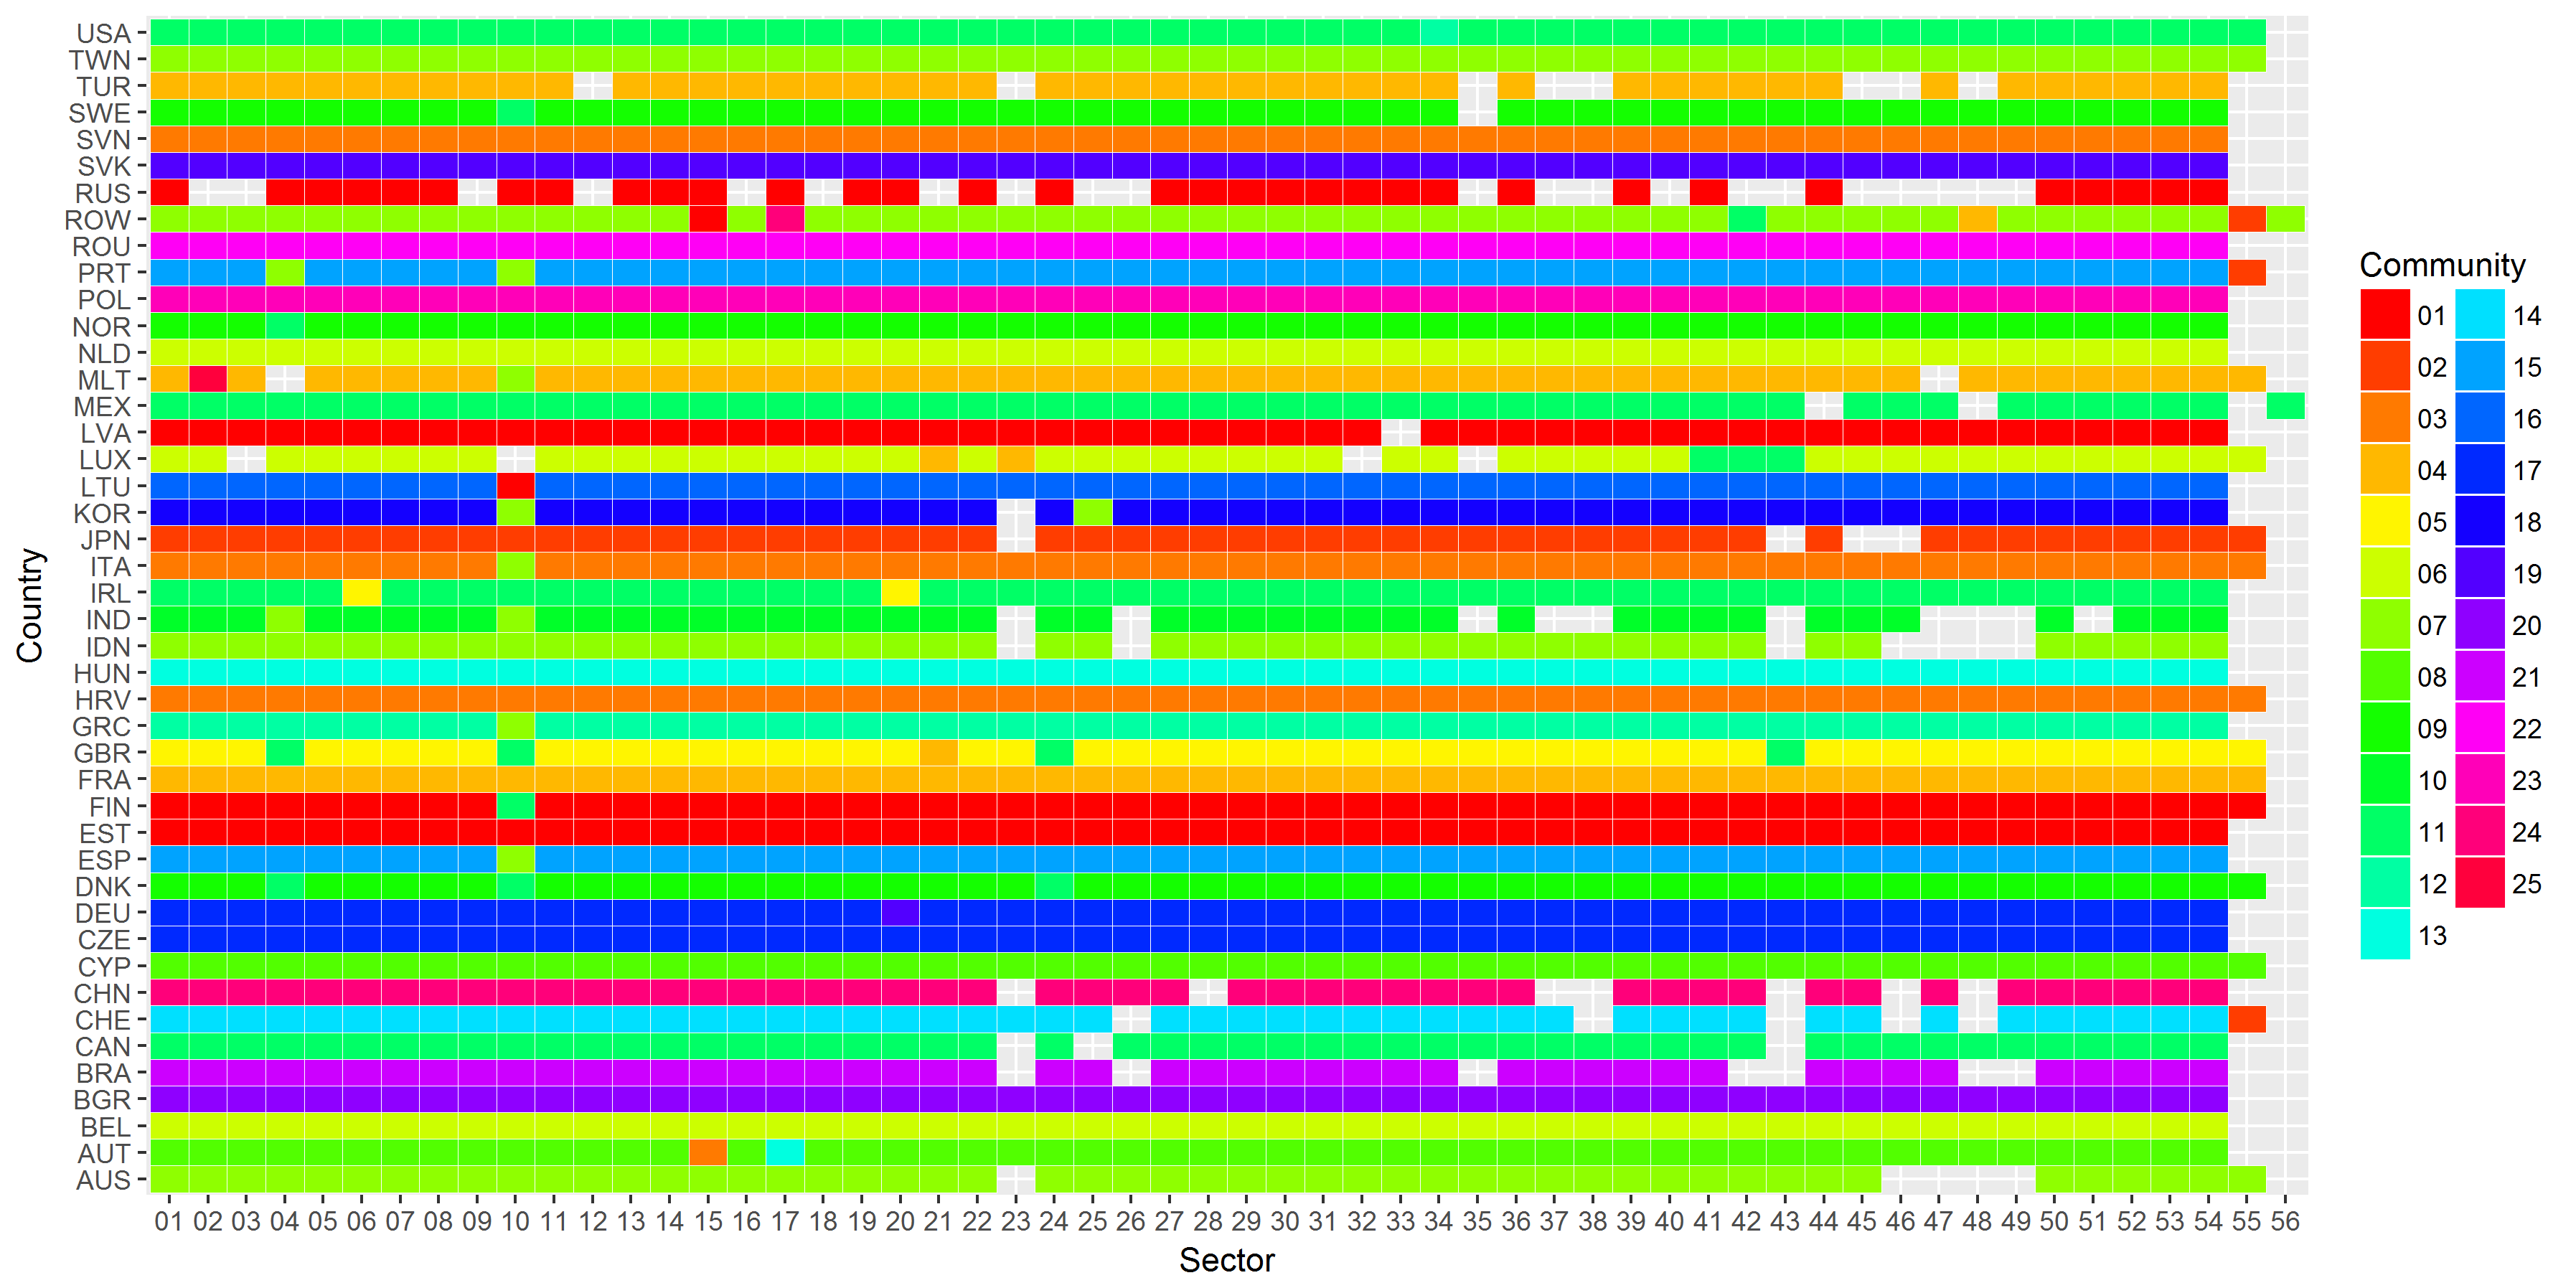 USA
TWN
TUR
SWE
SVN
SVK
RUS
ROW
ROU
PRT
POL
NOR
NLD
MLT
MEX
LVA
LUX
LTU
KOR
JPN
ITA
IRL
IND
IDN
HUN
HRV
GRC
GBR
FRA
FIN
EST
ESP
DNK
DEU
CZE
CYP
CHN
CHE
CAN
BRA
BGR
BEL
AUT
AUS
Country
01 02 03 04 05 06 07 08 09 10 11 12 13 14 15 16 17 18 19 20 21 22 23 24 25 26 27 28 29 30 31 32 33 34 35 36 37 38 39 40 41 42 43 44 45 46 47 48 49 50 51 52 53 54 55 56
Sector
Community
01 14
02 15
03 16
04 17
05 18
06 19
07 20
08 21
09 22
10 23
11 24
12 25
13